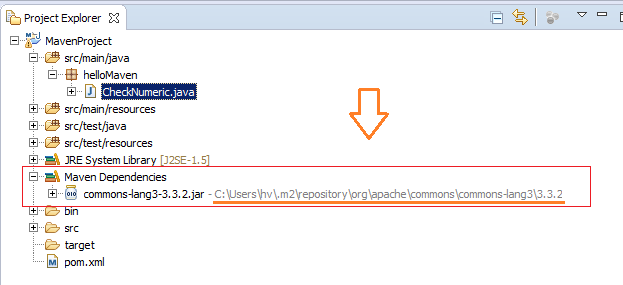 Project Explorer
MavenProject
src/main/java
helloMaven
CheckNumeric.java
src/main/resources
src/test/java
src/test/resources
JRE System Library [J2SE-1.5]
Maven Dependencies
commons-lang3-3.3.2.jar - C:\Users\hv\.m2\repository\org\apache\commons\commons-lang3\3.3.2
bin
src
target
pom.xml